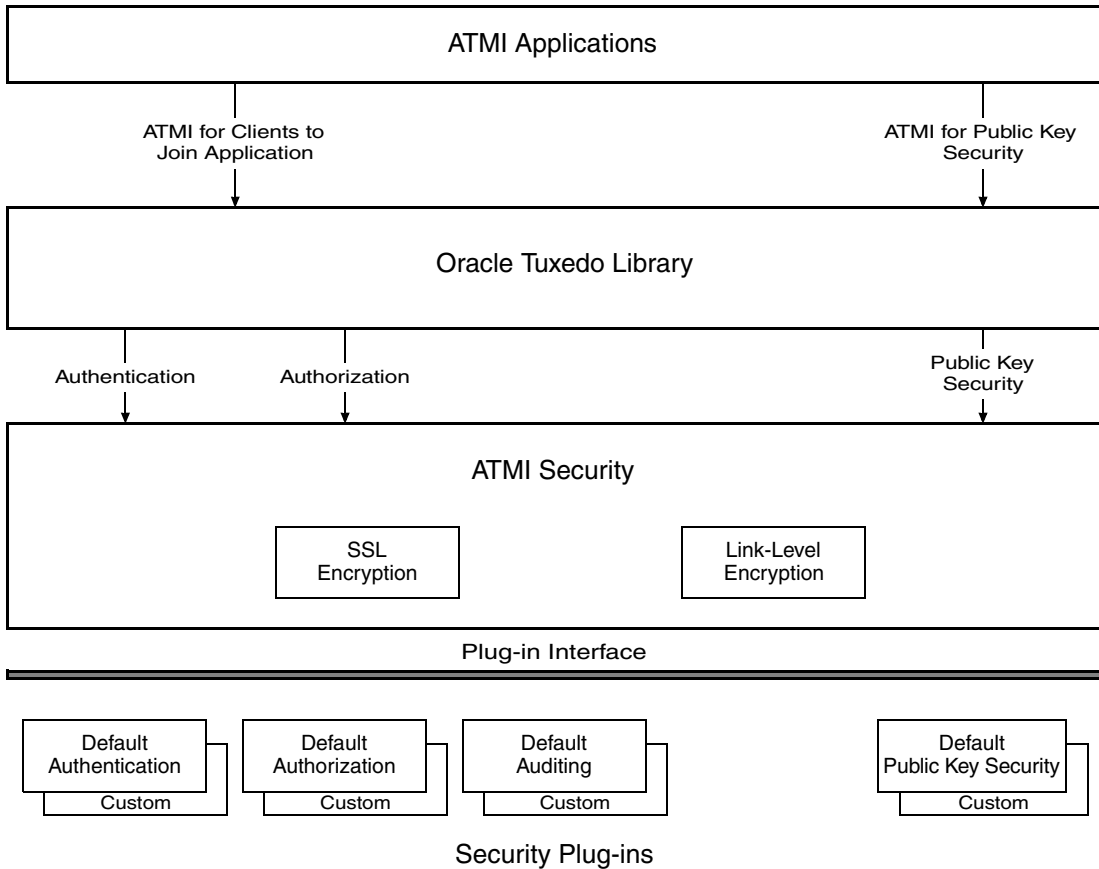 ATMI Applications
ATMI for Clients to
Join Application
ATMI for Public Key
Security
Oracle Tuxedo Library
Authentication
Authorization
Public Key
Security
ATMI Security
SSL
Encryption
Link-Level
Encryption
Plug-in Interface
Default
Authentication
Custom
Default
Authorization
Custom
Default
Auditing
Custom
Default
Public Key Security
Custom
Security Plug-ins